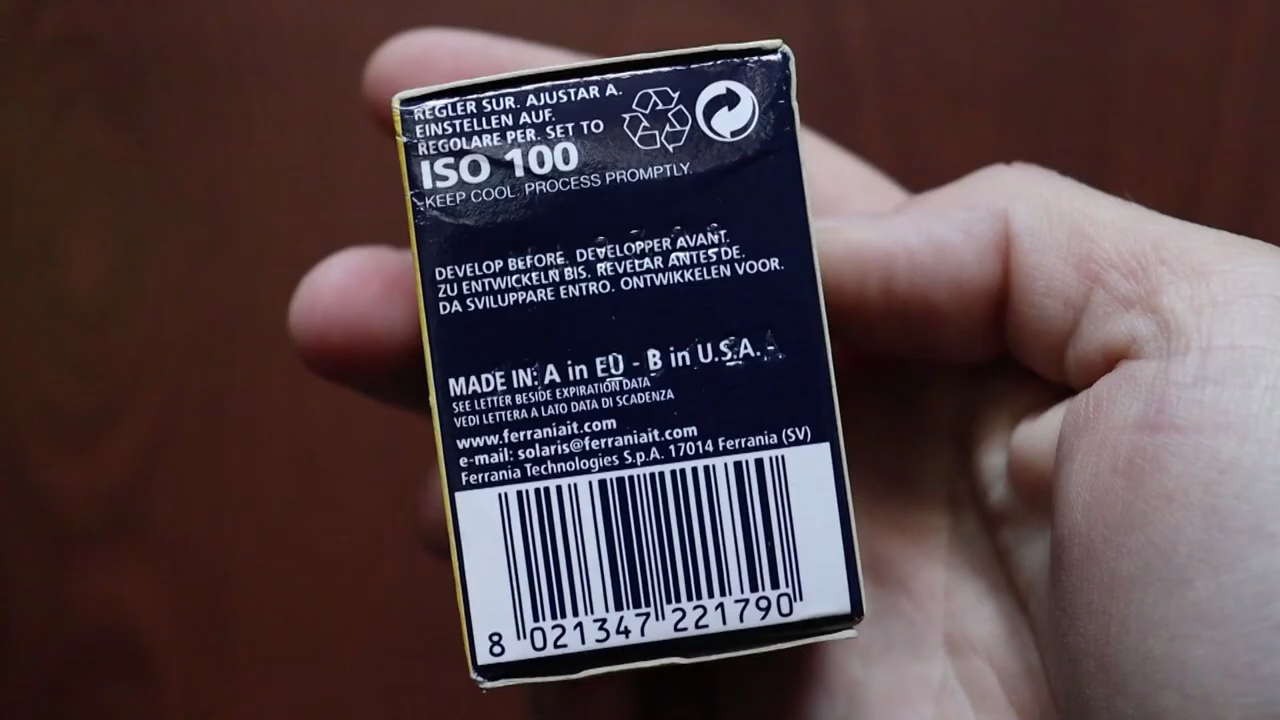 RÉGLER SUR. AJUSTAR A.
EINSTELLEN AUF.
REGOLARE PER. SET TO
ISO 100
KEEP COOL. PROCESS PROMPTLY.
DEVELOP BEFORE. DEVELOPPER AVANT.
ZU ENTWICKELN BIS. REVELAR ANTES DE.
DA SVILUPPARE ENTRO. ONTWIKKELEN VOOR.
MADE IN: A in EU - B in U.S.A. -
SEE LETTER BESIDE EXPIRATION DATA
VEDI LETTERA A LATO DATA DI SCADENZA
www.ferraniait.com
e-mail: solaris@ferraniait.com
Ferrania Technologies S.p.A. 17014 Ferrania (SV)
8 021347 221790